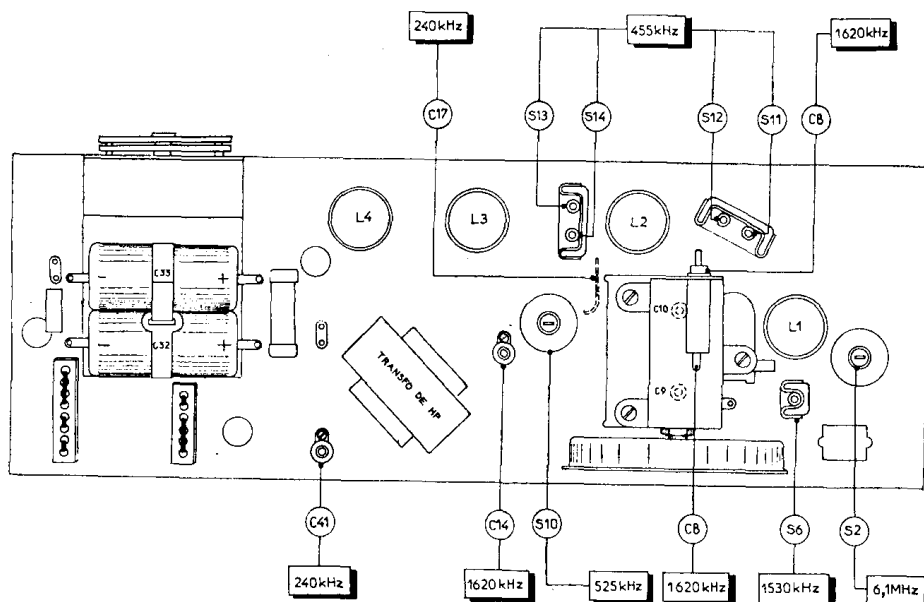 240kHz
455kHz
1620kHz
C17
S13
S14
S12
S11
C8
L4
L3
L2
C33
- +
C10
L1
C32
- +
TRANSFO DE HP
C9
C41
C14
S10
C8
S6
S2
240kHz
1620kHz
525kHz
1620kHz
1530kHz
6,1MHz